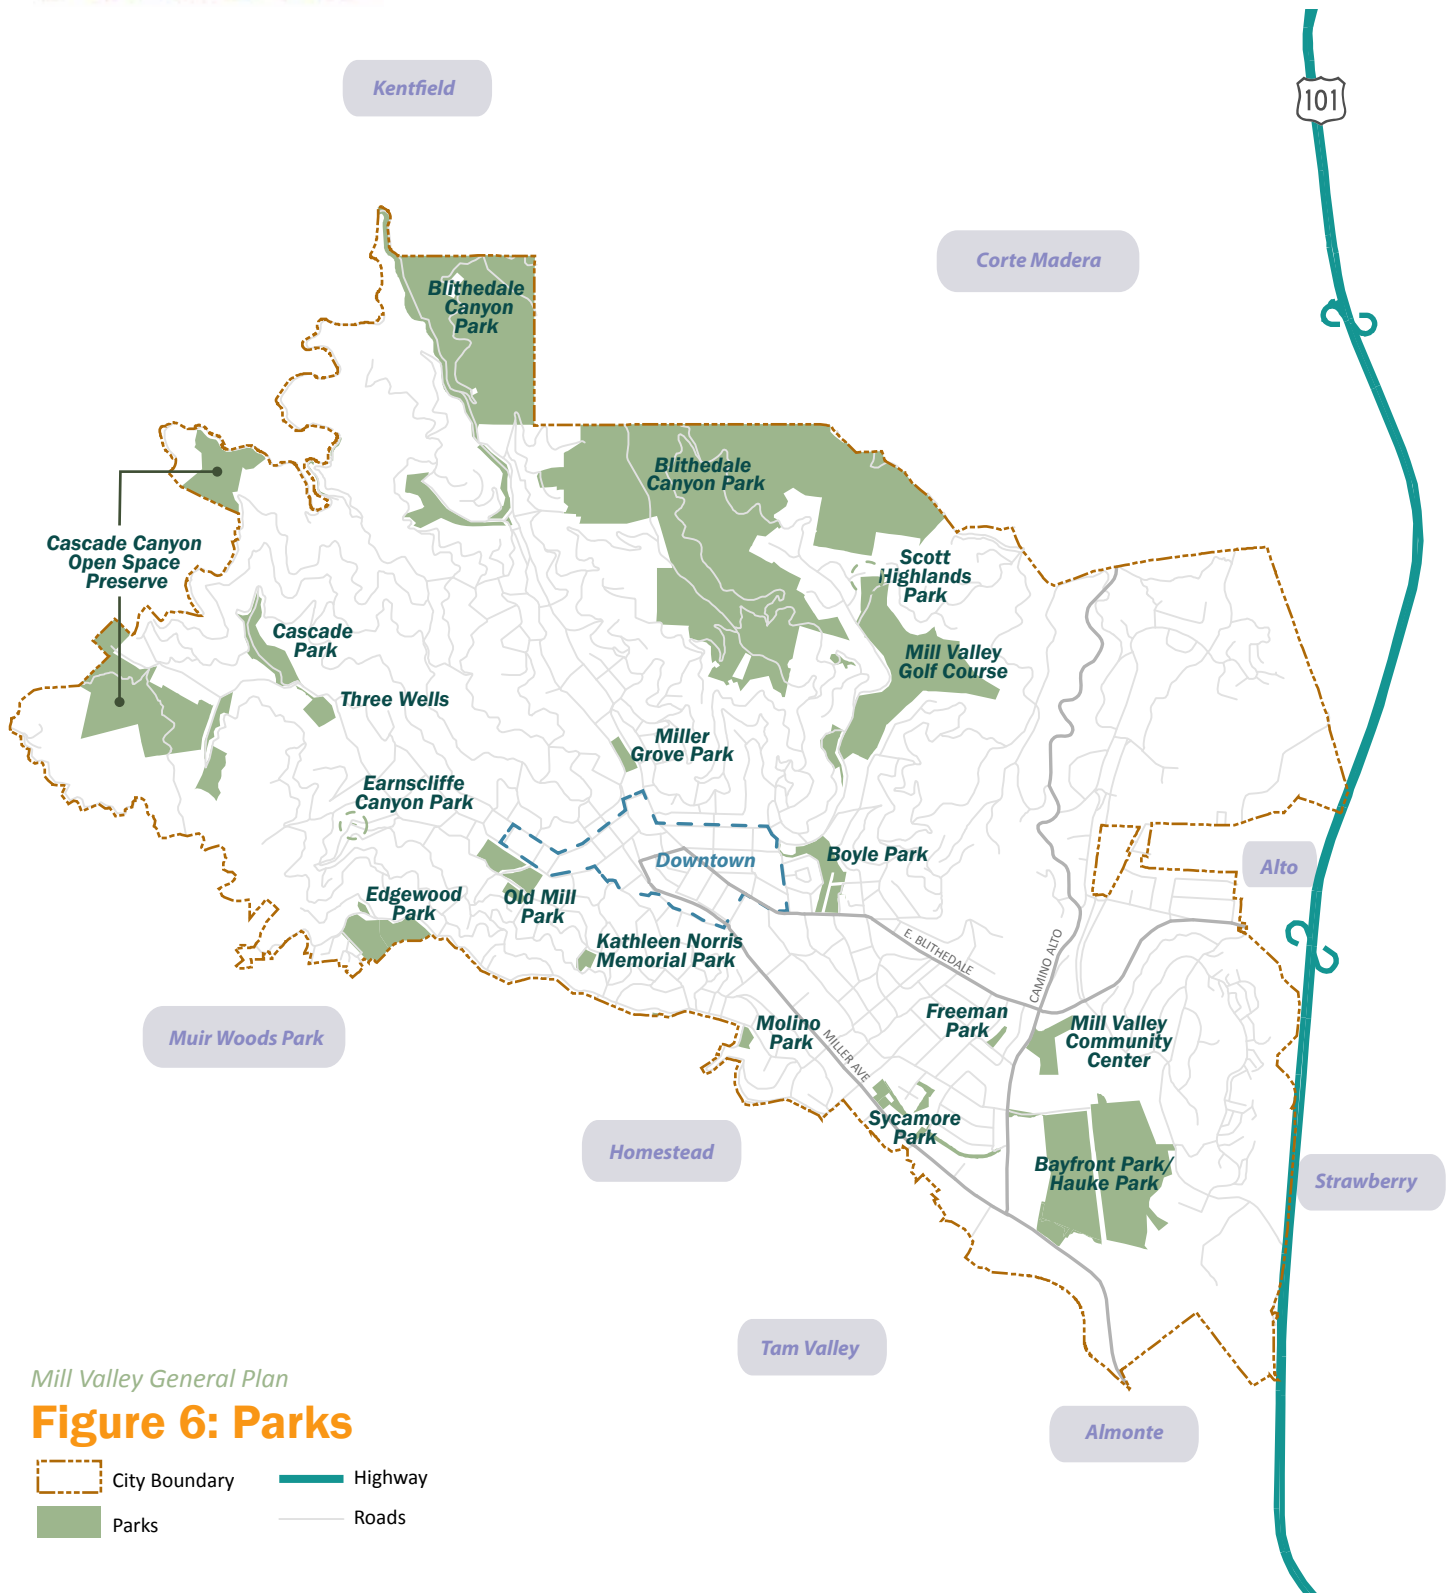 Kentfield
101
Corte Madera
Blithedale
Canyon
Park
Blithedale
Canyon Park
Cascade Canyon
Open Space
Preserve
Scott
Highlands
Park
Cascade
Park
Mill Valley
Golf Course
Three Wells
Miller
Grove Park
Earnscliffe
Canyon Park
Downtown
Boyle Park
Alto
Edgewood
Park
Old Mill
Park
Kathleen Norris
Memorial Park
E. BLITHEDALE
CAMINO ALTO
Muir Woods Park
Molino
Park
MILLER AVE
Freeman
Park
Mill Valley
Community
Center
Sycamore
Park
Homestead
Bayfront Park/
Hauke Park
Strawberry
Tam Valley
Almonte
Mill Valley General Plan
Figure 6: Parks
City Boundary
Highway
Parks
Roads